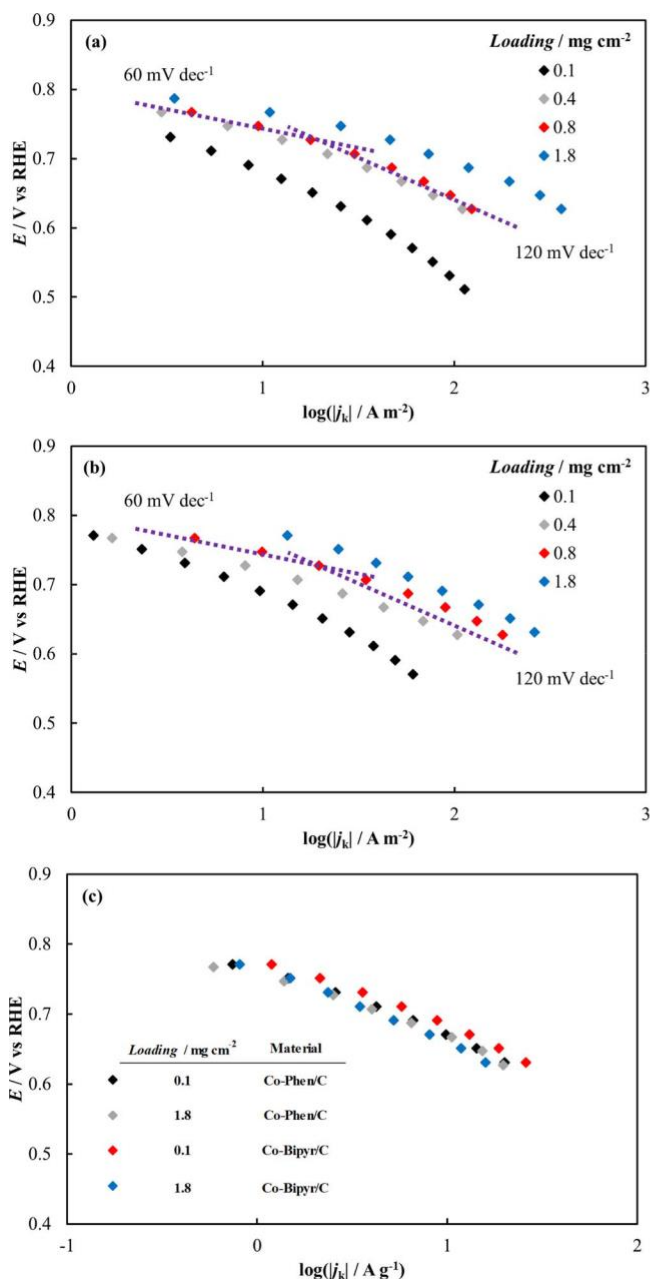 (a)
0.9
0.8
0.7
0.6
0.5
0.4
E / V vs RHE
60 mV dec-1
120 mV dec-1
Loading / mg cm-2
0.1
0.4
0.8
1.8
0 1 2 3
log(|jk| / A m-2)
(b)
0.9
0.8
0.7
0.6
0.5
0.4
E / V vs RHE
60 mV dec-1
120 mV dec-1
Loading / mg cm-2
0.1
0.4
0.8
1.8
0 1 2 3
log(|jk| / A m-2)
(c)
0.9
0.8
0.7
0.6
0.5
0.4
E / V vs RHE
Loading / mg cm-2 Material
0.1 Co-Phen/C
1.8 Co-Phen/C
0.1 Co-Bipyr/C
1.8 Co-Bipyr/C
-1 0 1 2
log(|jk| / A g-1)